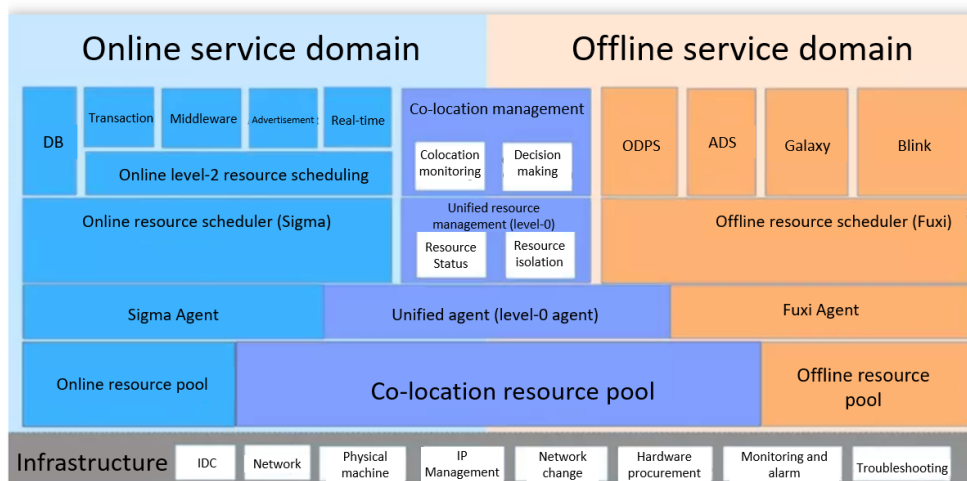 Online service domain
Offline service domain
DB
Transaction
Middleware
Advertisement
Real-time
Online level-2 resource scheduling
Co-location management
Colocation
monitoring
Decision
making
ODPS
ADS
Galaxy
Blink
Online resource scheduler (Sigma)
Unified resource
management (level-0)
Resource
Status
Resource
isolation
Offline resource scheduler (Fuxi)
Sigma Agent
Unified agent (level-0 agent)
Fuxi Agent
Online resource pool
Co-location resource pool
Offline resource
pool
Infrastructure
IDC
Network
Physical
machine
IP
Management
Network
change
Hardware
procurement
Monitoring and
alarm
Troubleshooting